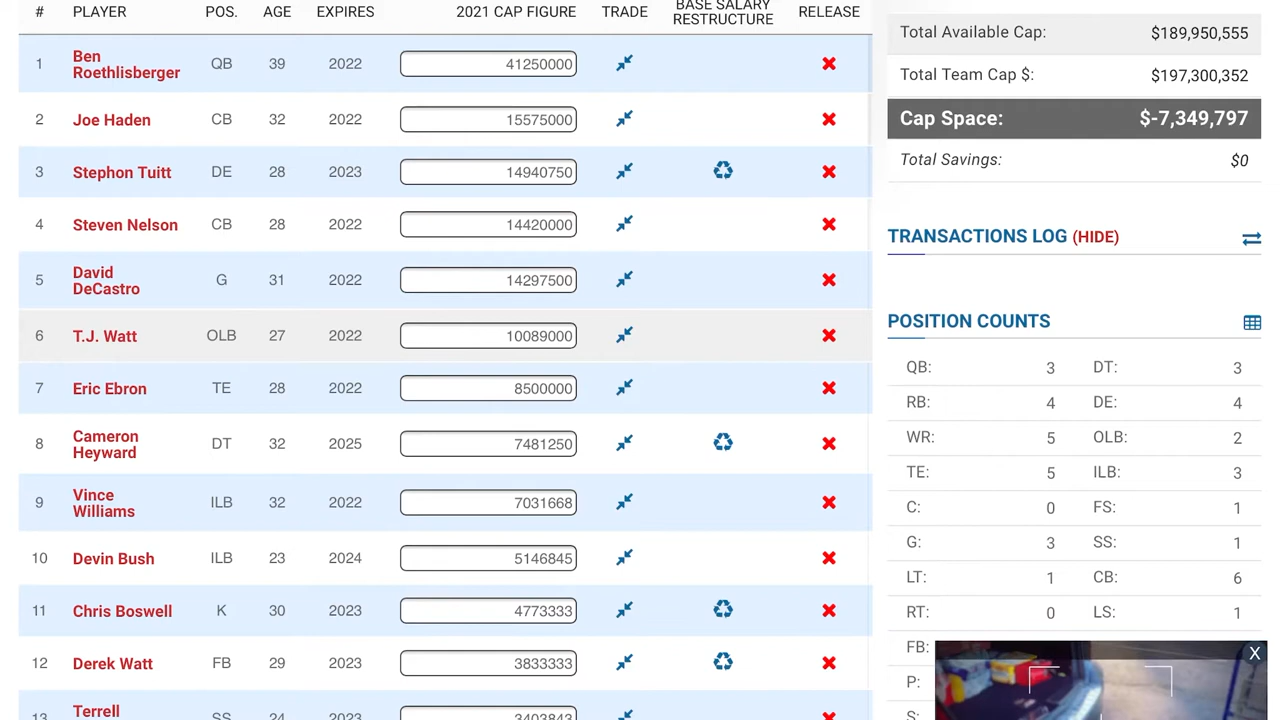 # PLAYER POS. AGE EXPIRES 2021 CAP FIGURE TRADE BASE SALARY RESTRUCTURE RELEASE
1 Ben Roethlisberger QB 39 2022 41250000
2 Joe Haden CB 32 2022 15575000
3 Stephon Tuitt DE 28 2023 14940750
4 Steven Nelson CB 28 2022 14420000
5 David DeCastro G 31 2022 14297500
6 T.J. Watt OLB 27 2022 10089000
7 Eric Ebron TE 28 2022 8500000
8 Cameron Heyward DT 32 2025 7481250
9 Vince Williams ILB 32 2022 7031668
10 Devin Bush ILB 23 2024 5146845
11 Chris Boswell K 30 2023 4773333
12 Derek Watt FB 29 2023 3833333
13 Terrell SS 24 2023 3403843
Total Available Cap: $189,950,555
Total Team Cap $: $197,300,352
Cap Space: $-7,349,797
Total Savings: $0
TRANSACTIONS LOG (HIDE)
POSITION COUNTS
QB: 3 DT: 3
RB: 4 DE: 4
WR: 5 OLB: 2
TE: 5 ILB: 3
C: 0 FS: 1
G: 3 SS: 1
LT: 1 CB: 6
RT: 0 LS: 1
FB:
X
P:
S: